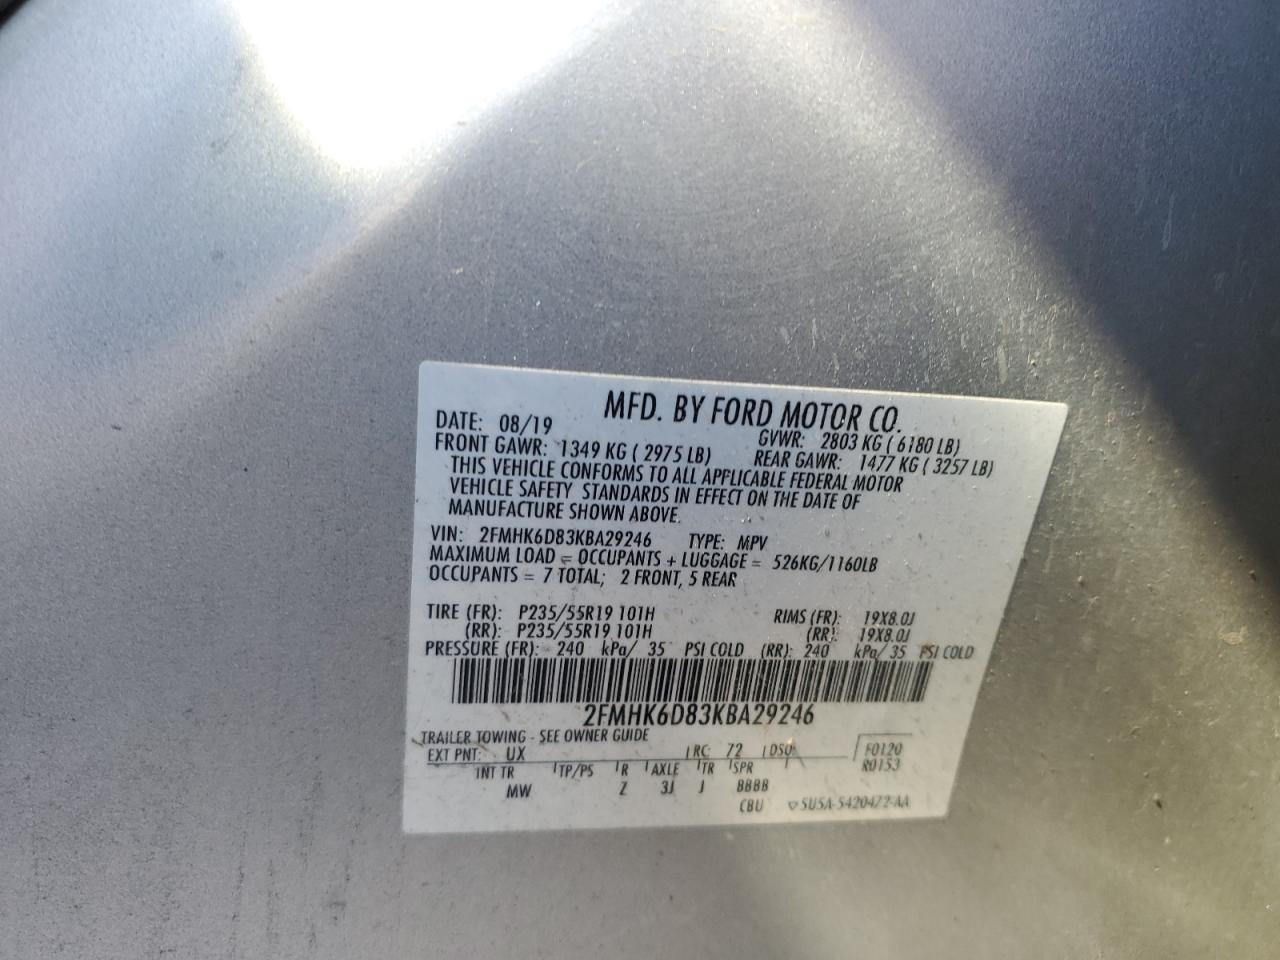 MFD. BY FORD MOTOR CO.
DATE: 08/19 GVWR: 2803 KG ( 6180 LB)
FRONT GAWR: 1349 KG ( 2975 LB) REAR GAWR: 1477 KG ( 3257 LB)
THIS VEHICLE CONFORMS TO ALL APPLICABLE FEDERAL MOTOR
VEHICLE SAFETY STANDARDS IN EFFECT ON THE DATE OF
MANUFACTURE SHOWN ABOVE.
VIN: 2FMHK6D83KBA29246 TYPE: MPV
MAXIMUM LOAD = OCCUPANTS + LUGGAGE = 526KG/1160LB
OCCUPANTS = 7 TOTAL; 2 FRONT, 5 REAR
TIRE (FR): P235/55R19 101H RIMS (FR): 19X8.0J
(RR): P235/55R19 101H (RR): 19X8.0J
PRESSURE (FR): 240 kPa/ 35 PSI COLD (RR): 240 kPa/ 35 PSI COLD
2FMHK6D83KBA29246
TRAILER TOWING - SEE OWNER GUIDE
EXT PNT: UX RC: 72 DSO: F0120
R0153
INT TR TP/PS R AXLE TR SPR
MW Z 3J J BBBB
CBU 5U5A-5420472-AA